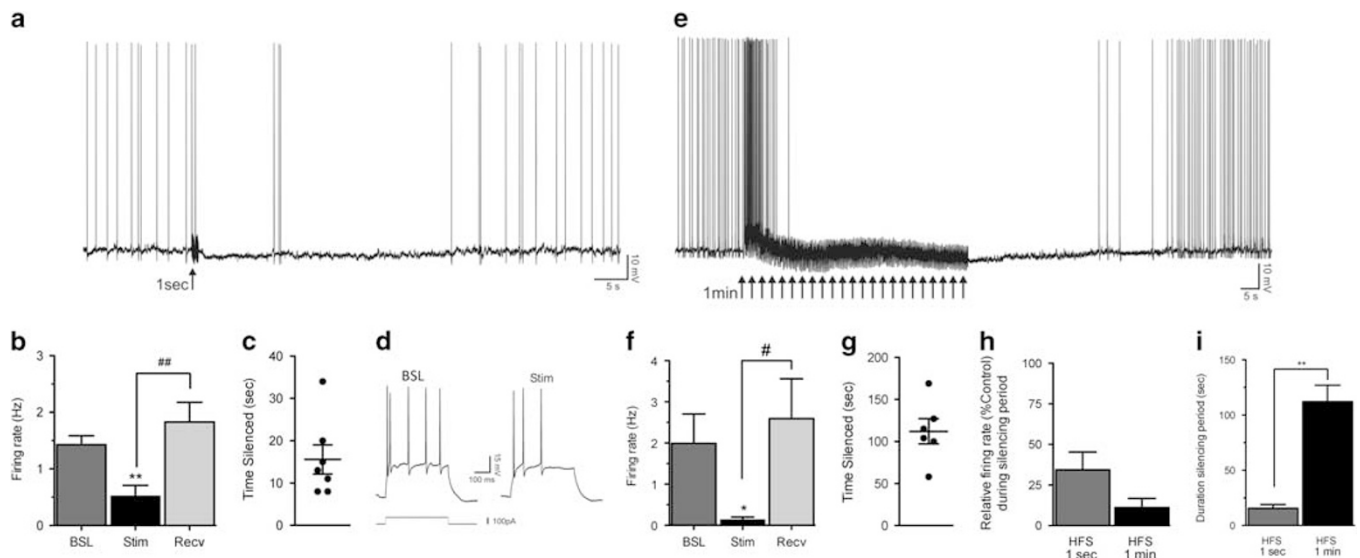 a
1sec
10 mV
5 s
e
1min
10 mV
5 s
b
Firing rate (Hz)
3
2
1
0
##
**
BSL
Stim
Recv
c
Time Silenced (sec)
40
30
20
10
0
d
BSL
Stim
15 mV
100 ms
100pA
f
Firing rate (Hz)
4
3
2
1
0
#
*
BSL
Stim
Recv
g
Time Silenced (sec)
200
150
100
50
0
h
Relative firing rate (%Control)
during silencing period
100
75
50
25
0
HFS
1 sec
HFS
1 min
i
Duration silencing period (sec)
150
100
50
0
**
HFS
1 sec
HFS
1 min